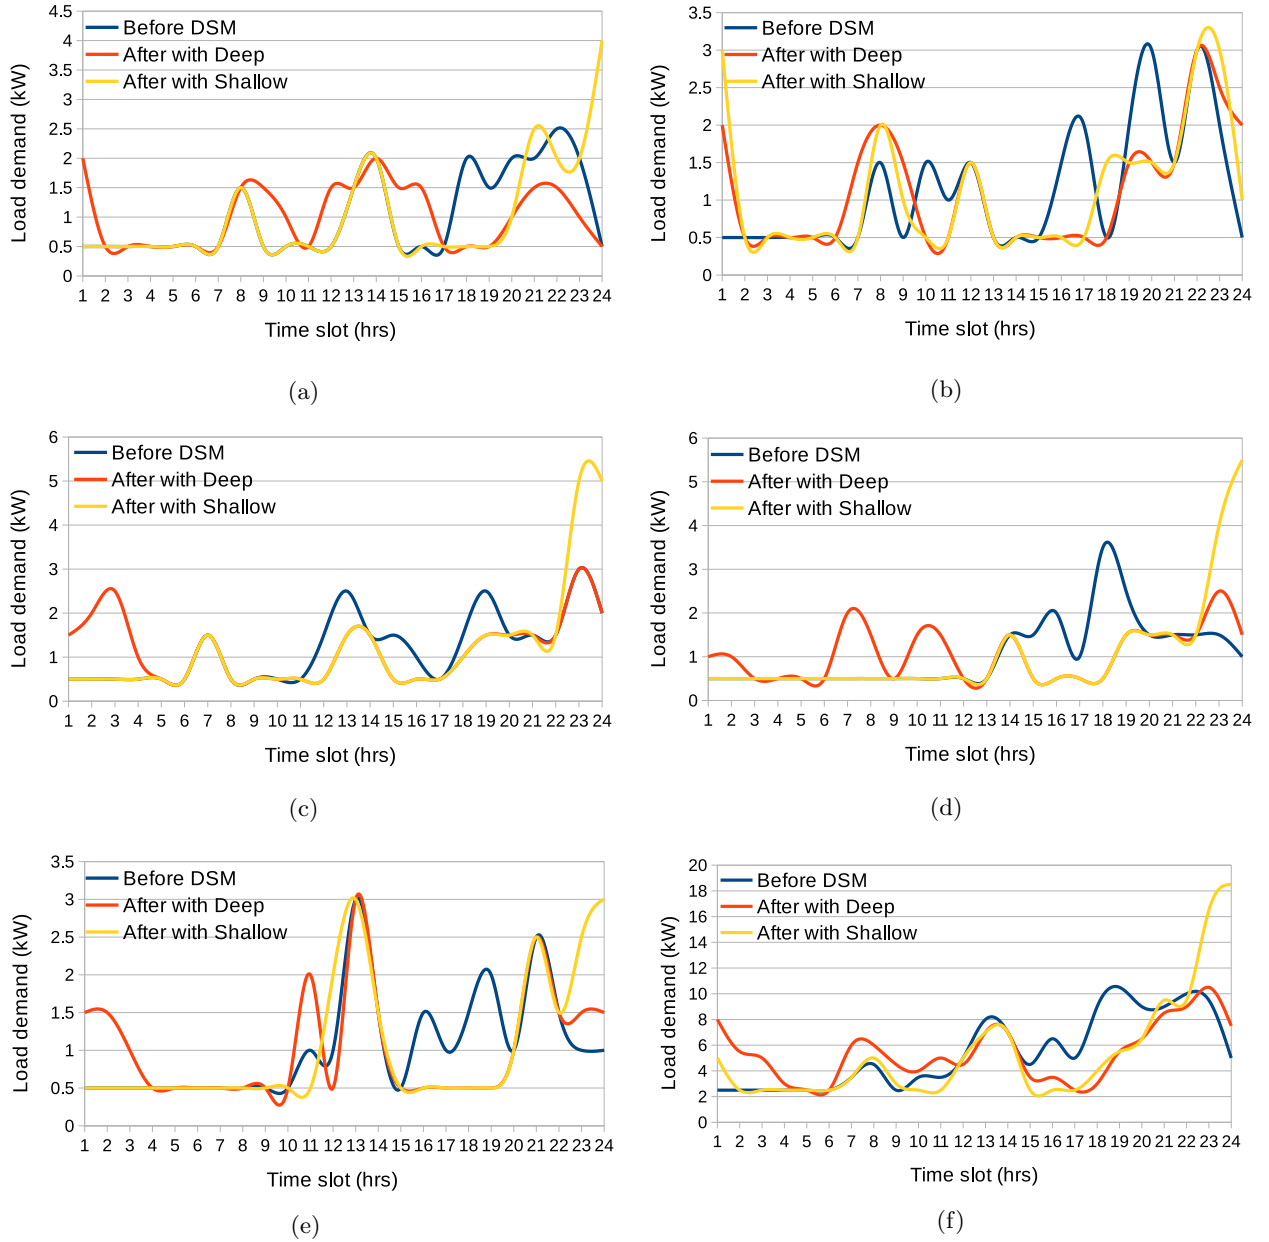 4.5
4
3.5
3
2.5
2
1.5
1
0.5
0
Load demand (kW)
Before DSM
After with Deep
After with Shallow
1 2 3 4 5 6 7 8 9 10 11 12 13 14 15 16 17 18 19 20 21 22 23 24
Time slot (hrs)
(a)
3.5
3
2.5
2
1.5
1
0.5
0
Load demand (kW)
Before DSM
After with Deep
After with Shallow
1 2 3 4 5 6 7 8 9 10 11 12 13 14 15 16 17 18 19 20 21 22 23 24
Time slot (hrs)
(b)
6
5
4
3
2
1
0
Load demand (kW)
Before DSM
After with Deep
After with Shallow
1 2 3 4 5 6 7 8 9 10 11 12 13 14 15 16 17 18 19 20 21 22 23 24
Time slot (hrs)
(c)
6
5
4
3
2
1
0
Load demand (kW)
Before DSM
After with Deep
After with Shallow
1 2 3 4 5 6 7 8 9 10 11 12 13 14 15 16 17 18 19 20 21 22 23 24
Time slot (hrs)
(d)
3.5
3
2.5
2
1.5
1
0.5
0
Load demand (kW)
Before DSM
After with Deep
After with Shallow
1 2 3 4 5 6 7 8 9 10 11 12 13 14 15 16 17 18 19 20 21 22 23 24
Time slot (hrs)
(e)
20
18
16
14
12
10
8
6
4
2
0
Load demand (kW)
Before DSM
After with Deep
After with Shallow
1 2 3 4 5 6 7 8 9 10 11 12 13 14 15 16 17 18 19 20 21 22 23 24
Time slot (hrs)
(f)